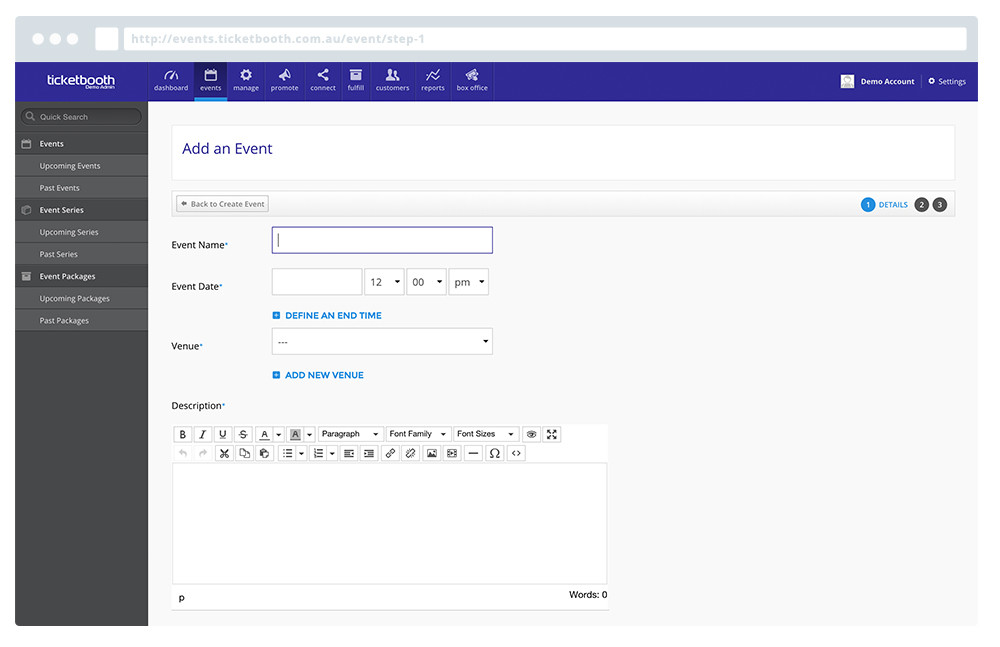 http://events.ticketbooth.com.au/event/step-1
ticketbooth
Demo Admin
dashboard
events
manage
promote
connect
fulfill
customers
reports
box office
Demo Account
Settings
Quick Search
Events
Upcoming Events
Past Events
Event Series
Upcoming Series
Past Series
Event Packages
Upcoming Packages
Past Packages
Add an Event
Back to Create Event
1 DETAILS 2 3
Event Name*
Event Date*
12 00 pm
DEFINE AN END TIME
Venue*
---
ADD NEW VENUE
Description*
B I U S A A Paragraph Font Family Font Sizes
Ω <>
p
Words: 0